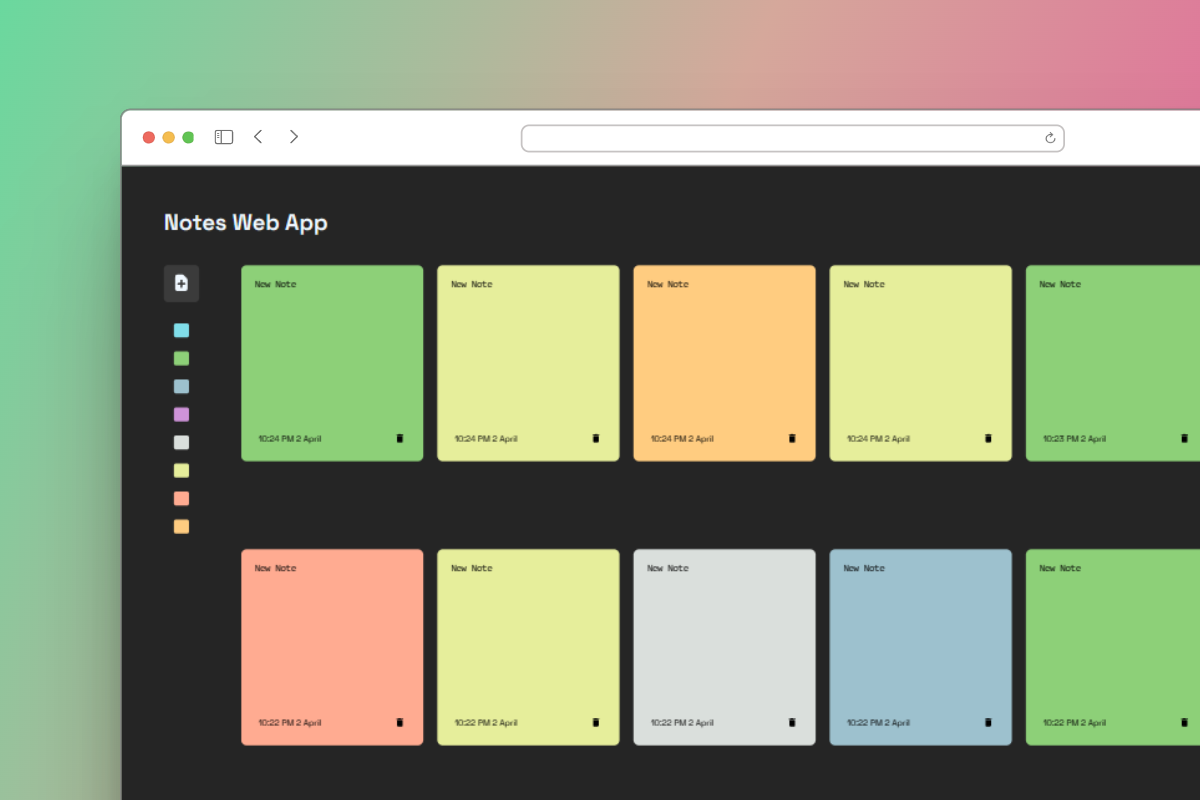 Notes Web App
New Note New Note New Note New Note New Note
10:24 PM 2 April 10:24 PM 2 April 10:24 PM 2 April 10:24 PM 2 April 10:23 PM 2 April
New Note New Note New Note New Note New Note
10:22 PM 2 April 10:22 PM 2 April 10:22 PM 2 April 10:22 PM 2 April 10:22 PM 2 April